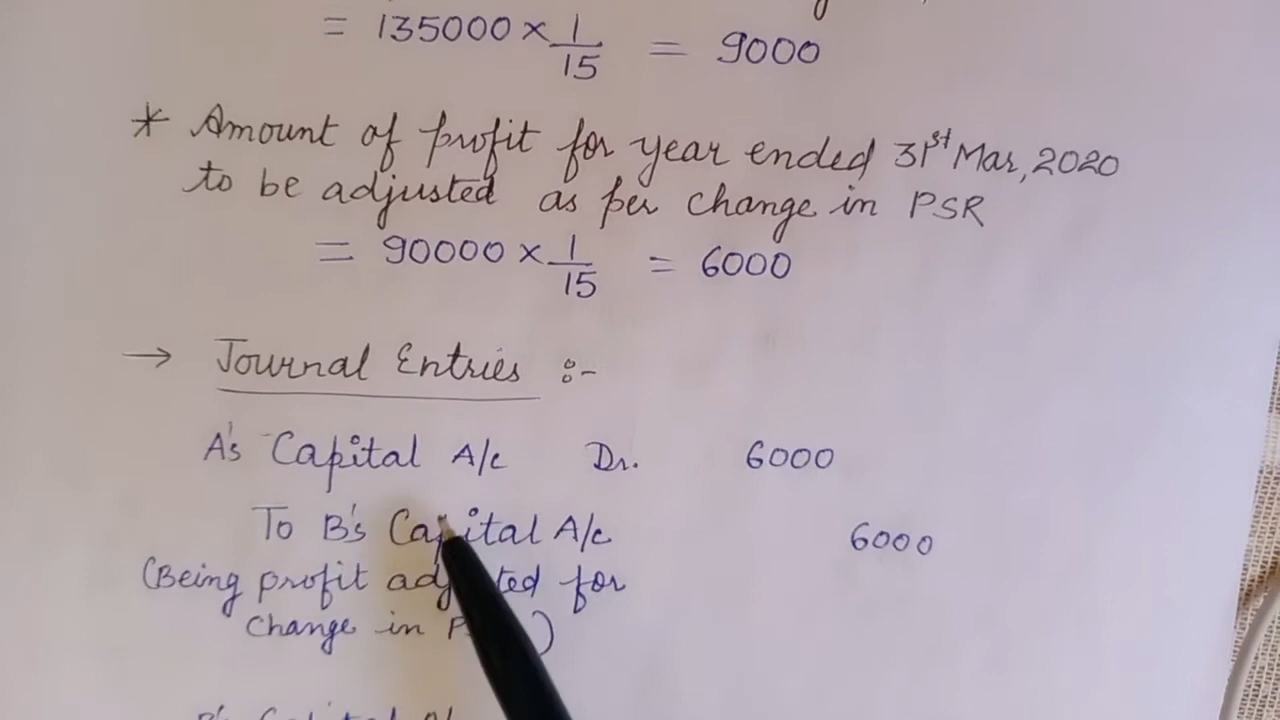 = 135000 × 1/15 = 9000
* Amount of profit for year ended 31st Mar, 2020
to be adjusted as per change in PSR
= 90000 × 1/15 = 6000
→ Journal Entries :-
A's Capital A/c Dr. 6000
To B's Capital A/c 6000
(Being profit adjusted for
change in )